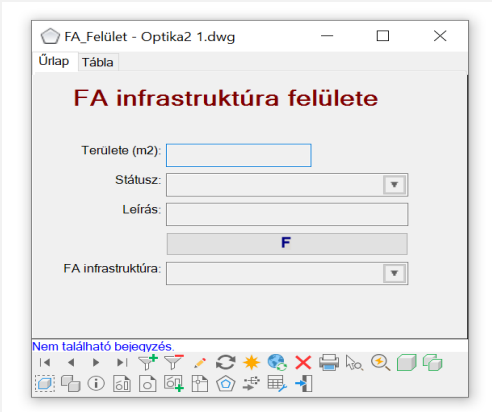 FA_Felület - Optika2 1.dwg
Űrlap Tábla
FA infrastruktúra felülete
Területe (m2):
Státusz:
Leírás:
F
FA infrastruktúra:
Nem található bejegyzés.